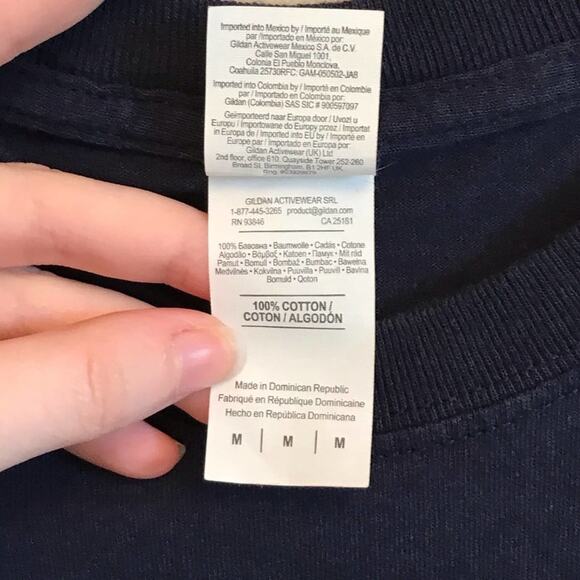 Imported into Mexico by / Importé au Mexique
par /Importado en México por:
Gildan Activewear Mexico S.A. de C.V.
Calle San Miguel 1001,
Colonia El Pueblo Monclova,
Coahuila 25730RFC: GAM-050502-JA8
Imported into Colombia by / Importé en Colombie
par / Importado en Colombia por:
Gildan (Colombia) SAS SIC # 900597097
Geïmporteerd naar Europa door / Uvozi u
Europu / Importowane do Europy przez / Importat
in Europa de / Imported into EU by / Importé en
Europe par / Importado en Europa por:
Gildan Activewear (UK) Ltd
2nd floor, office 610, Quayside Tower 252-260
Broad St, Birmingham, B1 2HF UK
GILDAN ACTIVEWEAR SRL
1-877-445-3265 product@gildan.com
RN 93846 CA 25181
100% Бавовна • Baumwolle • Cadás • Cotone
Algodão • Βάμβαξ • Katoen • Памук • Mit rád
Pamut • Bomull • Bombaž • Bumbac • Bawełna
Medvilnės • Kokvilna • Puuvilla • Puuvill • Bavlna
Bomuld • Qoton
100% COTTON /
COTON / ALGODÓN
Made in Dominican Republic
Fabriqué en République Dominicaine
Hecho en República Dominicana
M | M | M